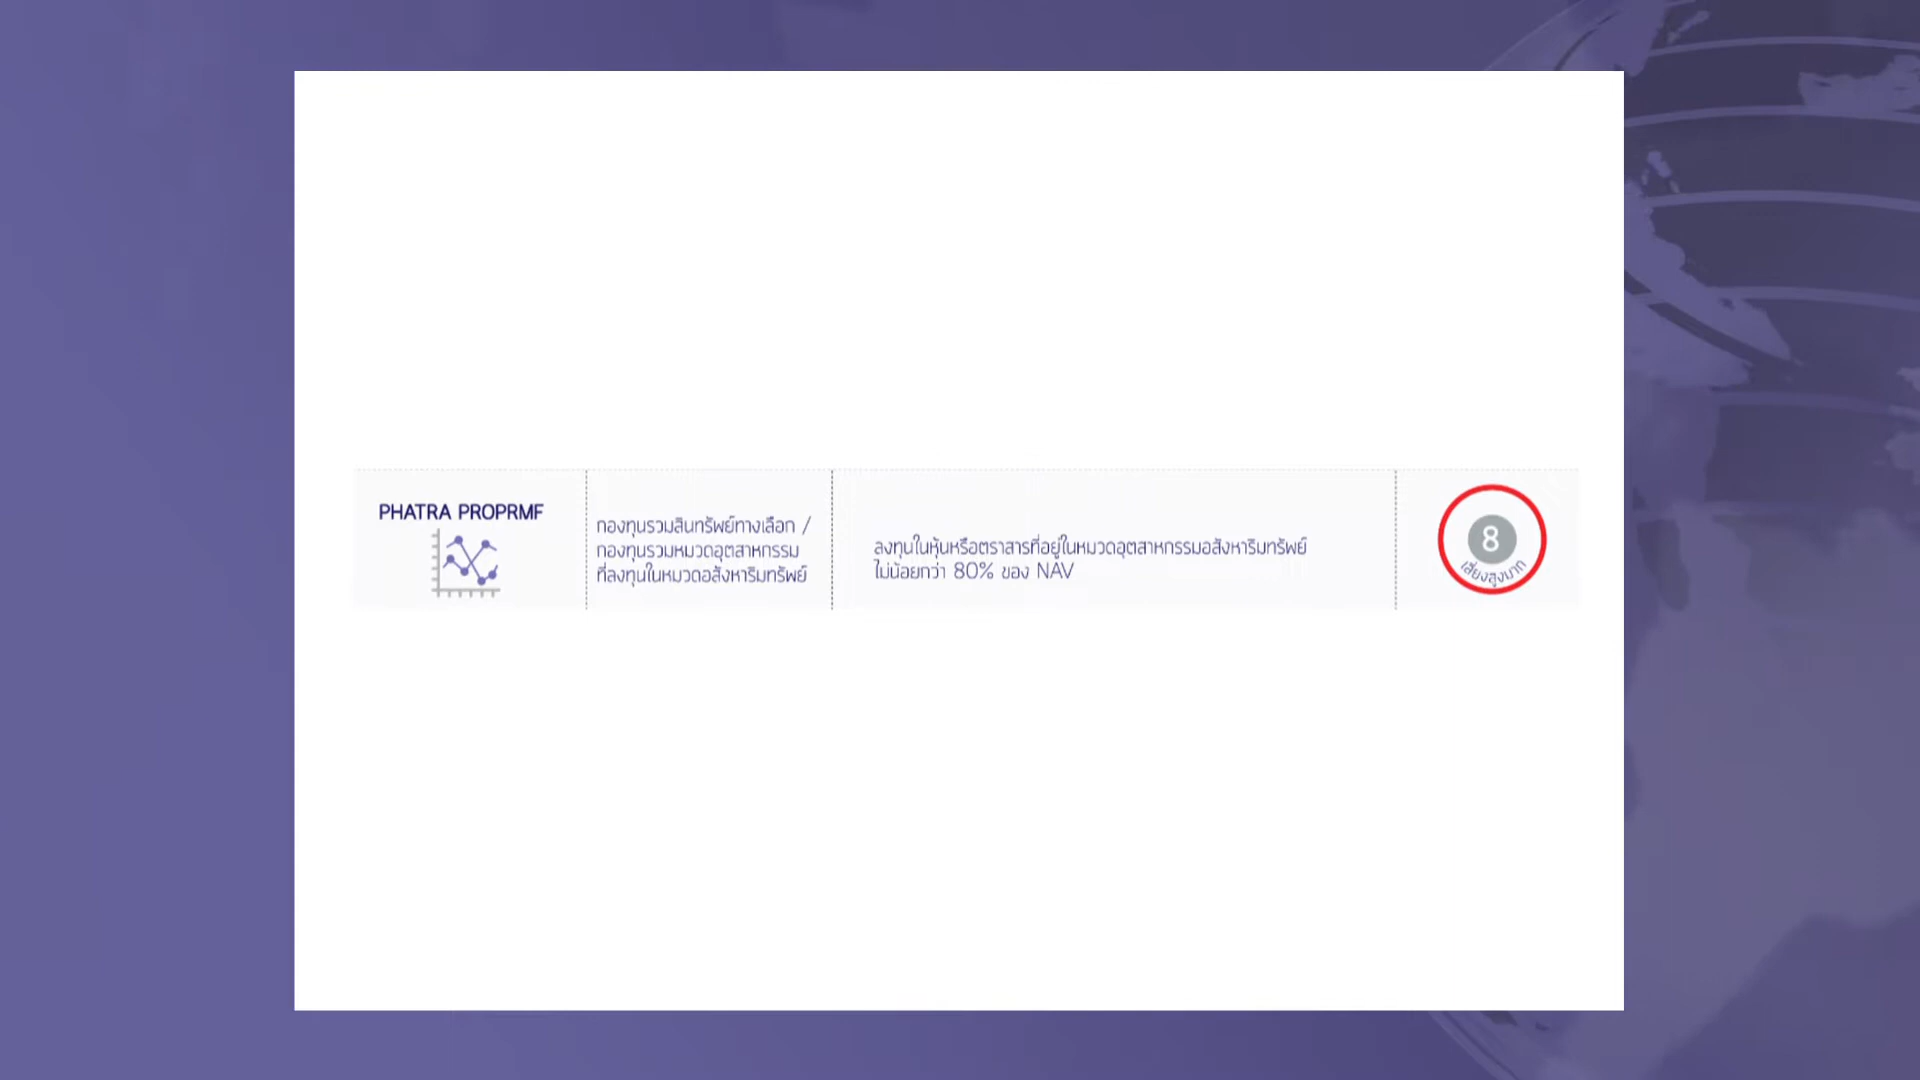 PHATRA PROPRMF
กองทุนรวมสินทรัพย์ทางเลือก /
กองทุนรวมหมวดอุตสาหกรรม
ที่ลงทุนในหมวดอสังหาริมทรัพย์
ลงทุนในหุ้นหรือตราสารที่อยู่ในหมวดอุตสาหกรรมอสังหาริมทรัพย์
ไม่น้อยกว่า 80% ของ NAV
8
เสี่ยงสูงมาก